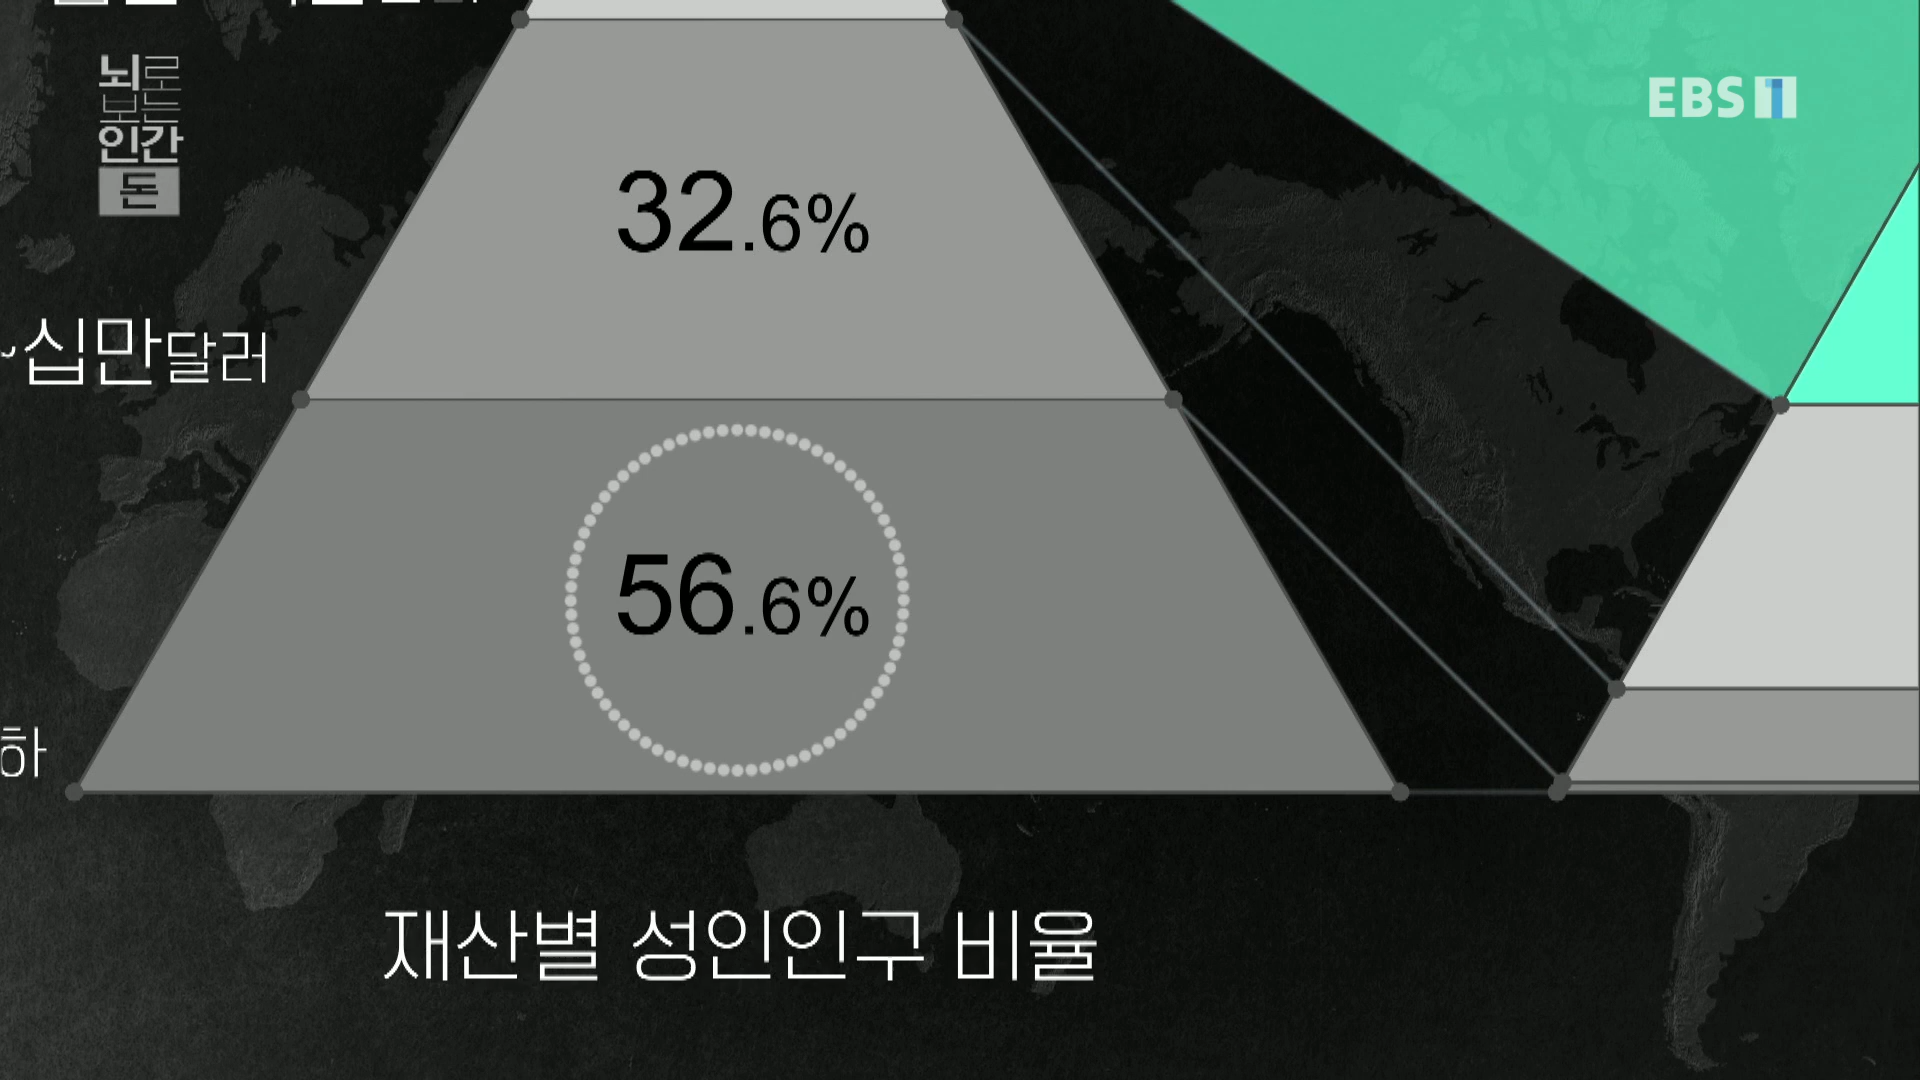 뇌로
보는
인간
돈
EBS 1
32.6%
~십만달러
56.6%
하
재산별 성인인구 비율